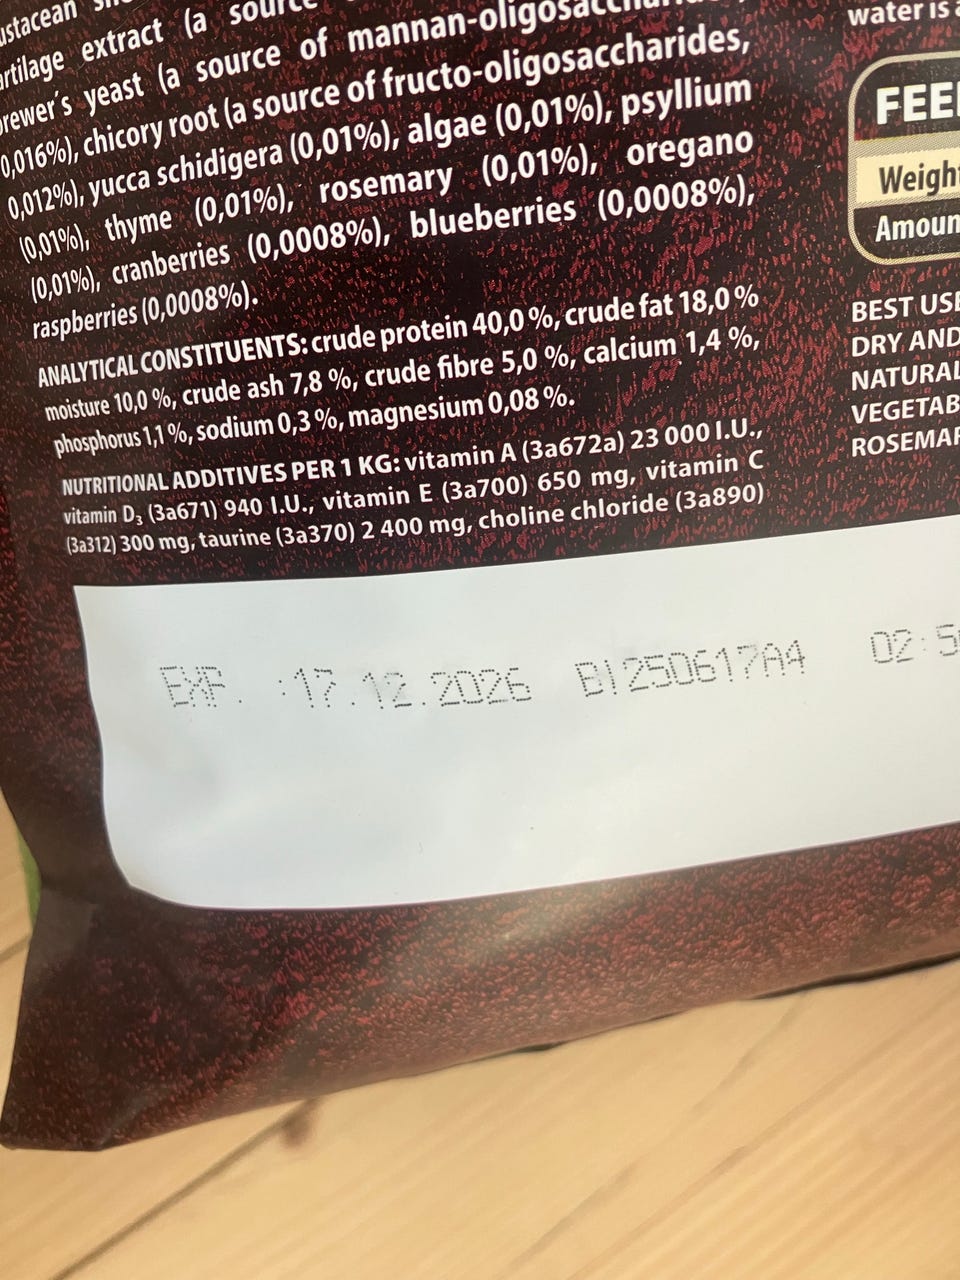 extract (a
yeast (a source of mannan-oligosaccharides,
0,016%), chicory root (a source of fructo-oligosaccharides,
0,012%), yucca schidigera (0,01%), algae (0,01%), psyllium
(0,01%), thyme (0,01%), rosemary (0,01%), oregano
(0,01%), cranberries (0,0008%), blueberries (0,0008%),
raspberries (0,0008%).
ANALYTICAL CONSTITUENTS: crude protein 40,0 %, crude fat 18,0 %
moisture 10,0 %, crude ash 7,8 %, crude fibre 5,0 %, calcium 1,4 %,
phosphorus 1,1 %, sodium 0,3 %, magnesium 0,08 %.
NUTRITIONAL ADDITIVES PER 1 KG: vitamin A (3a672a) 23 000 I.U.,
vitamin D₃ (3a671) 940 I.U., vitamin E (3a700) 650 mg, vitamin C
(3a312) 300 mg, taurine (3a370) 2 400 mg, choline chloride (3a890)
EXP. :17.12.2026 B1250617A4 02:5
water is
FEE
Weight
Amoun
BEST USE
DRY AND
NATURAL
VEGETAB
ROSEMAR